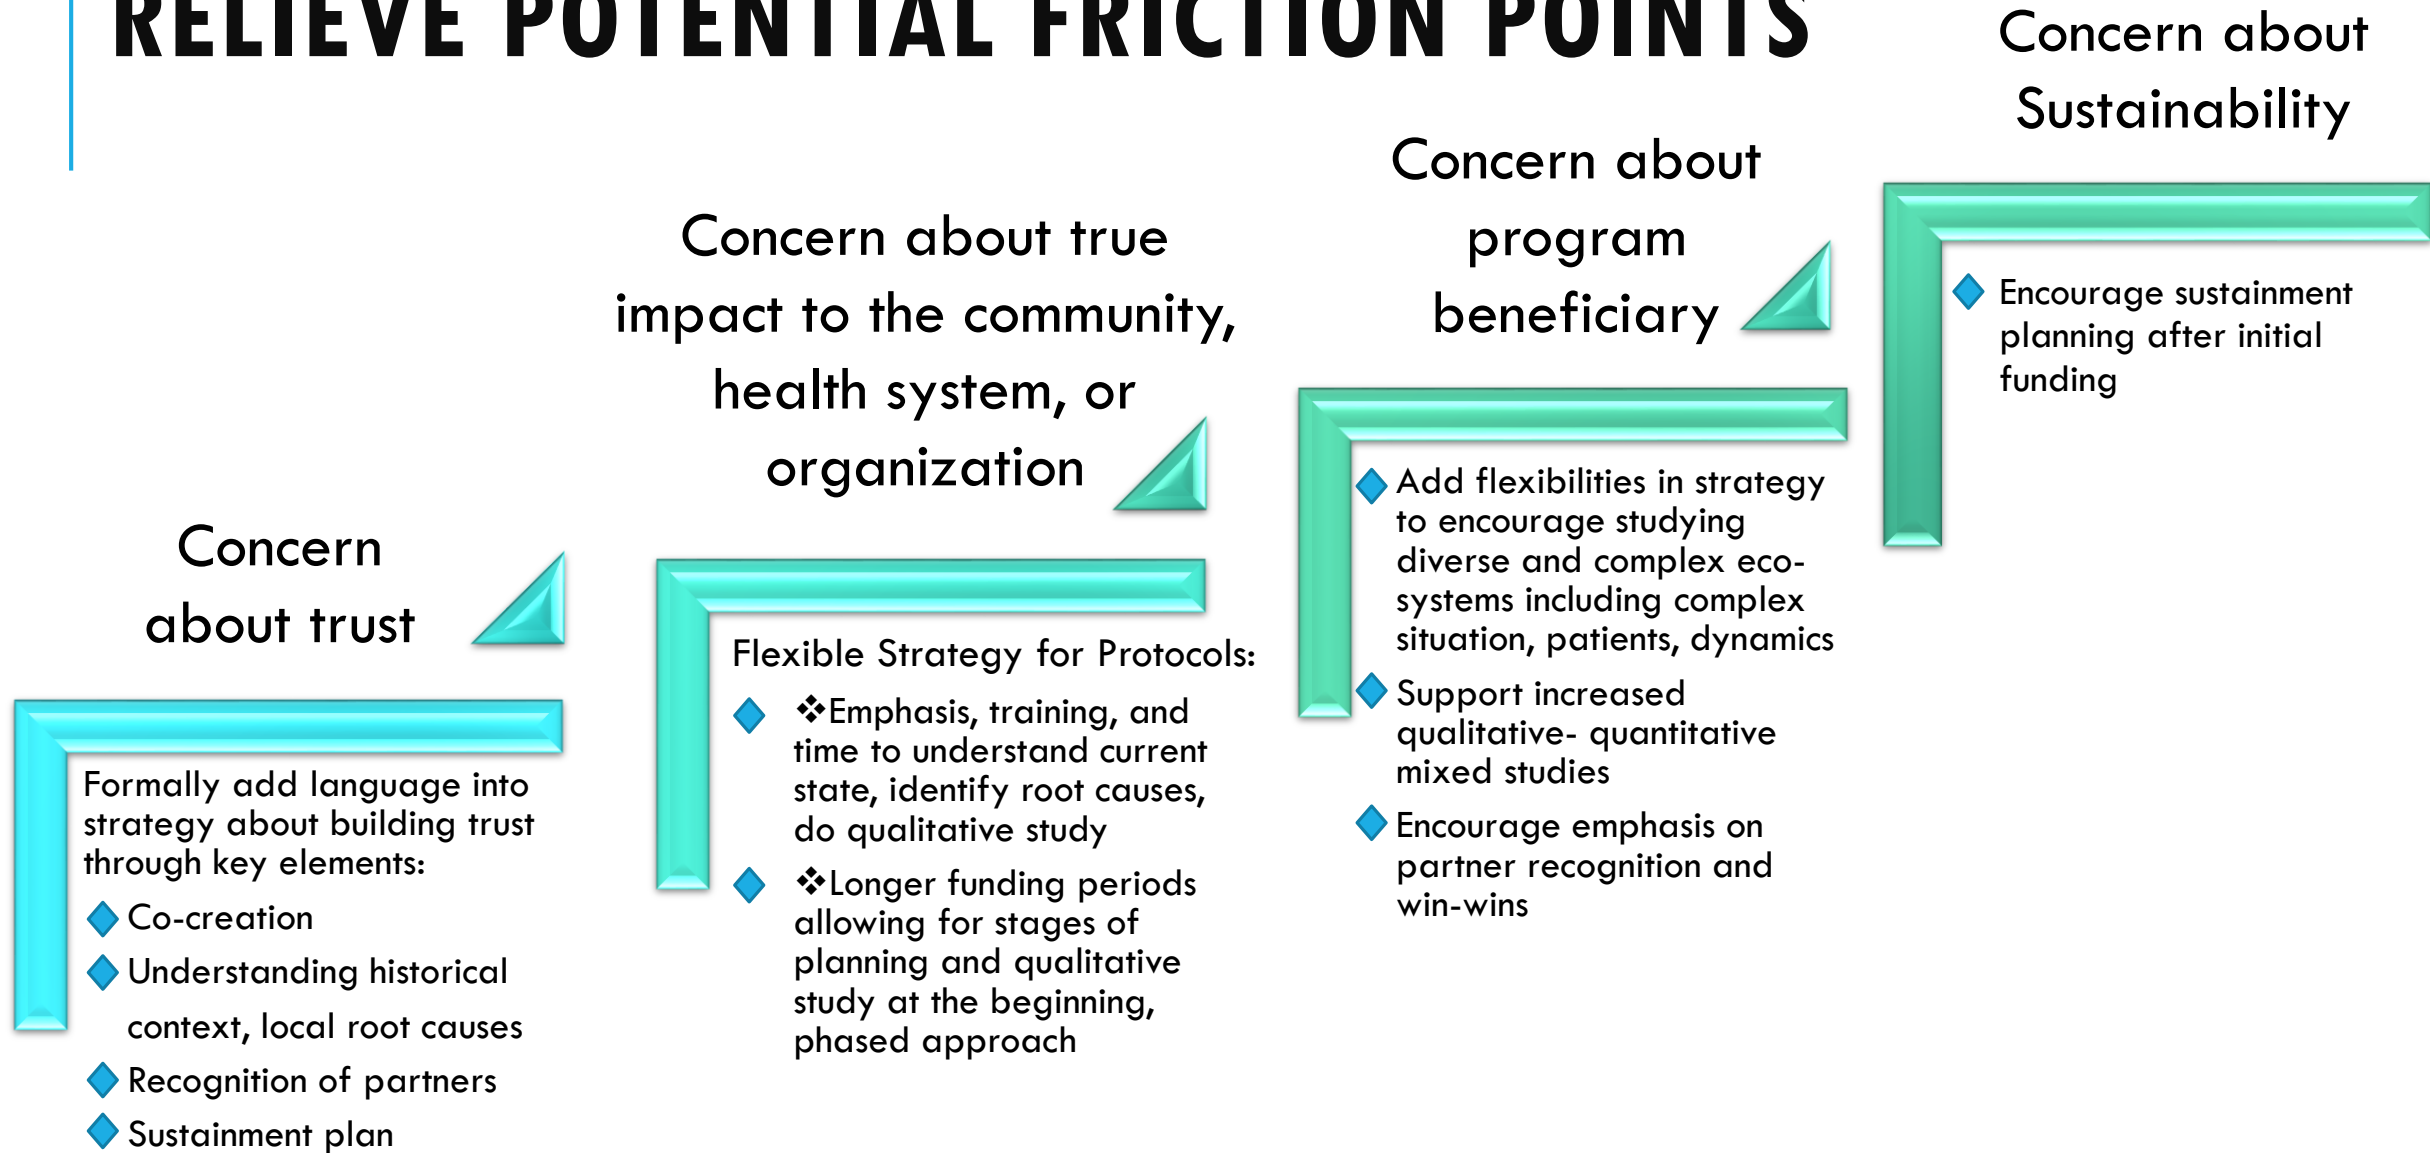 RELIEVE POTENTIAL FRICTION POINTS
Concern
about trust
Formally add language into
strategy about building trust
through key elements:
Co-creation
Understanding historical
context, local root causes
Recognition of partners
Sustainment plan
Concern about true
impact to the community,
health system, or
organization
Flexible Strategy for Protocols:
❖Emphasis, training, and
time to understand current
state, identify root causes,
do qualitative study
❖Longer funding periods
allowing for stages of
planning and qualitative
study at the beginning,
phased approach
Concern about
program
beneficiary
Add flexibilities in strategy
to encourage studying
diverse and complex eco-
systems including complex
situation, patients, dynamics
Support increased
qualitative- quantitative
mixed studies
Encourage emphasis on
partner recognition and
win-wins
Concern about
Sustainability
Encourage sustainment
planning after initial
funding